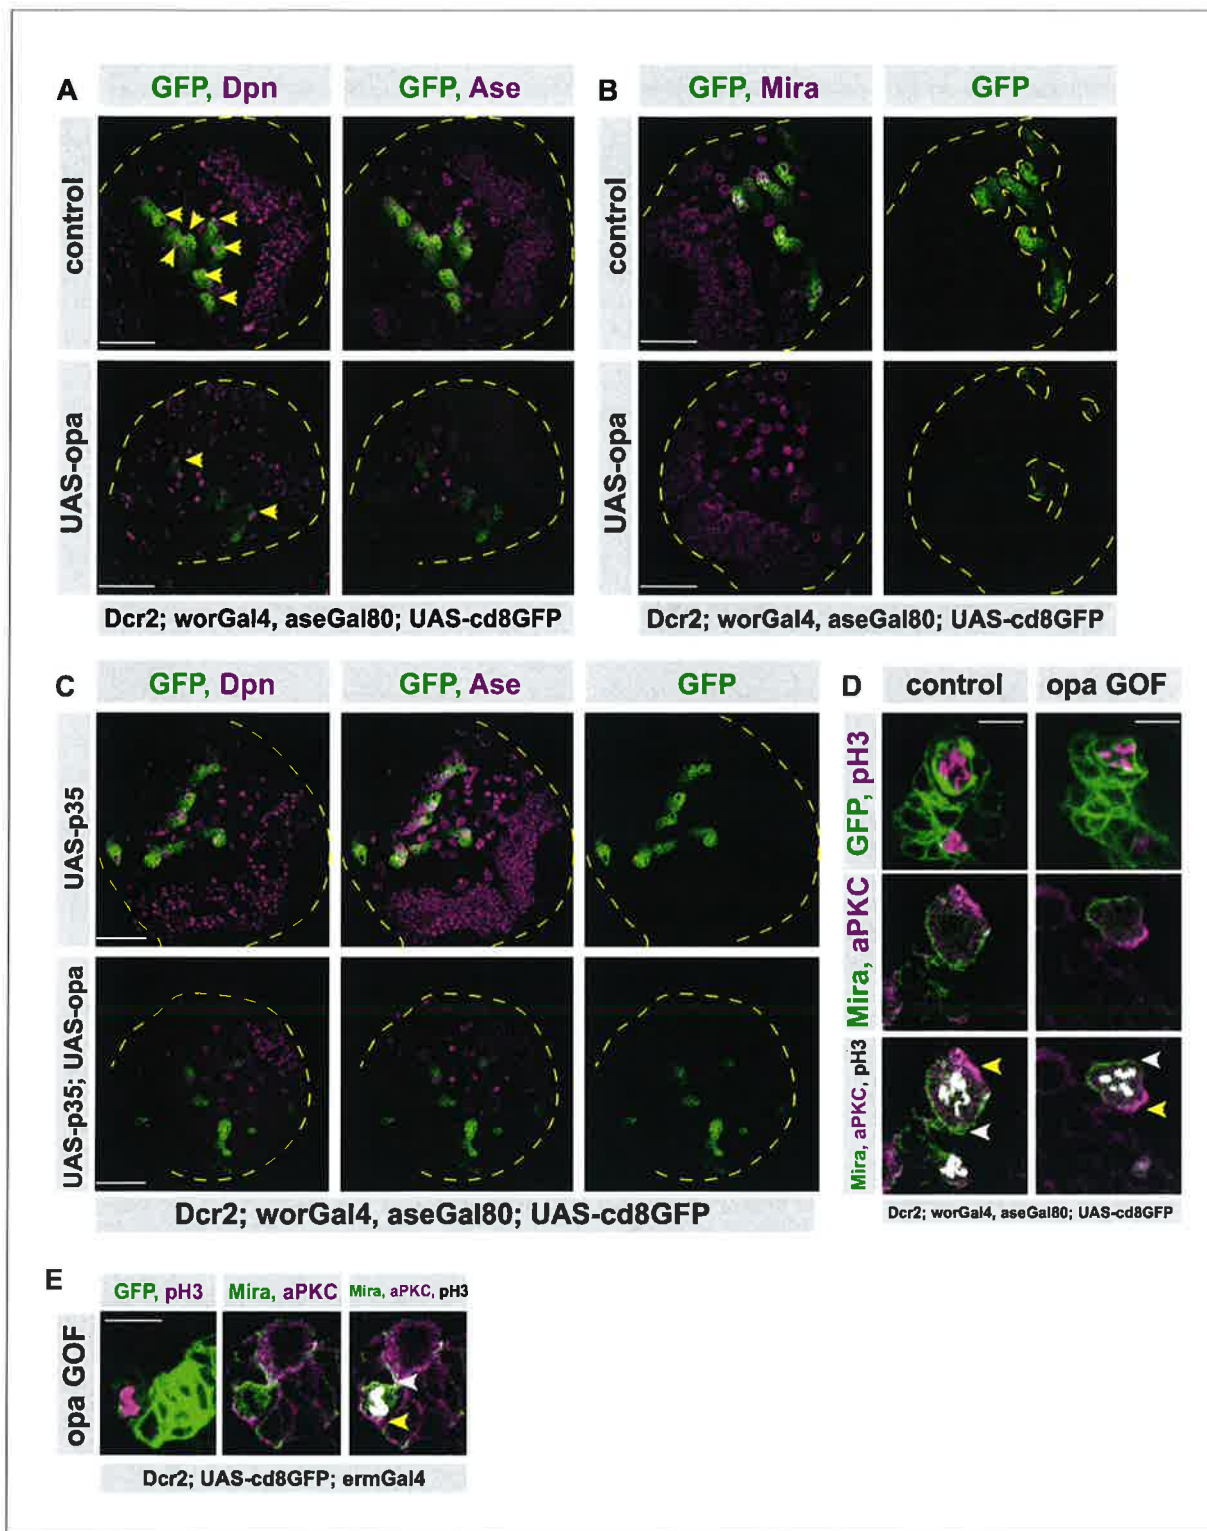 A
GFP, Dpn
GFP, Ase
B
GFP, Mira
GFP
control
control
UAS-opa
UAS-opa
Dcr2; worGal4, aseGal80; UAS-cd8GFP
Dcr2; worGal4, aseGal80; UAS-cd8GFP
C
GFP, Dpn
GFP, Ase
GFP
D
control
opa GOF
UAS-p35
GFP, pH3
Mira, aPKC
UAS-p35; UAS-opa
Mira, aPKC, pH3
Dcr2; worGal4, aseGal80; UAS-cd8GFP
Dcr2; worGal4, aseGal80; UAS-cd8GFP
E
GFP, pH3
Mira, aPKC
Mira, aPKC, pH3
opa GOF
Dcr2; UAS-cd8GFP; ermGal4